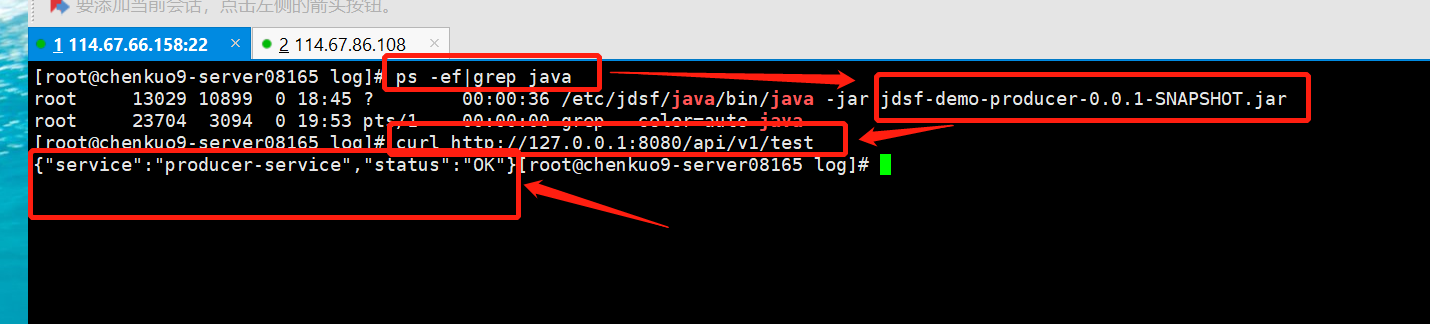 要添加当前会话，点击左侧的箭头按钮。
1 114.67.66.158:22 × 2 114.67.86.108 ×
[root@chenkuo9-server08165 log]# ps -ef|grep java
root 13029 10899 0 18:45 ? 00:00:36 /etc/jdsf/java/bin/java -jar jdsf-demo-producer-0.0.1-SNAPSHOT.jar
root 23704 3094 0 19:53 pts/1 00:00:00 grep --color=auto java
[root@chenkuo9-server08165 log]# curl http://127.0.0.1:8080/api/v1/test
{"service":"producer-service","status":"OK"}[root@chenkuo9-server08165 log]#